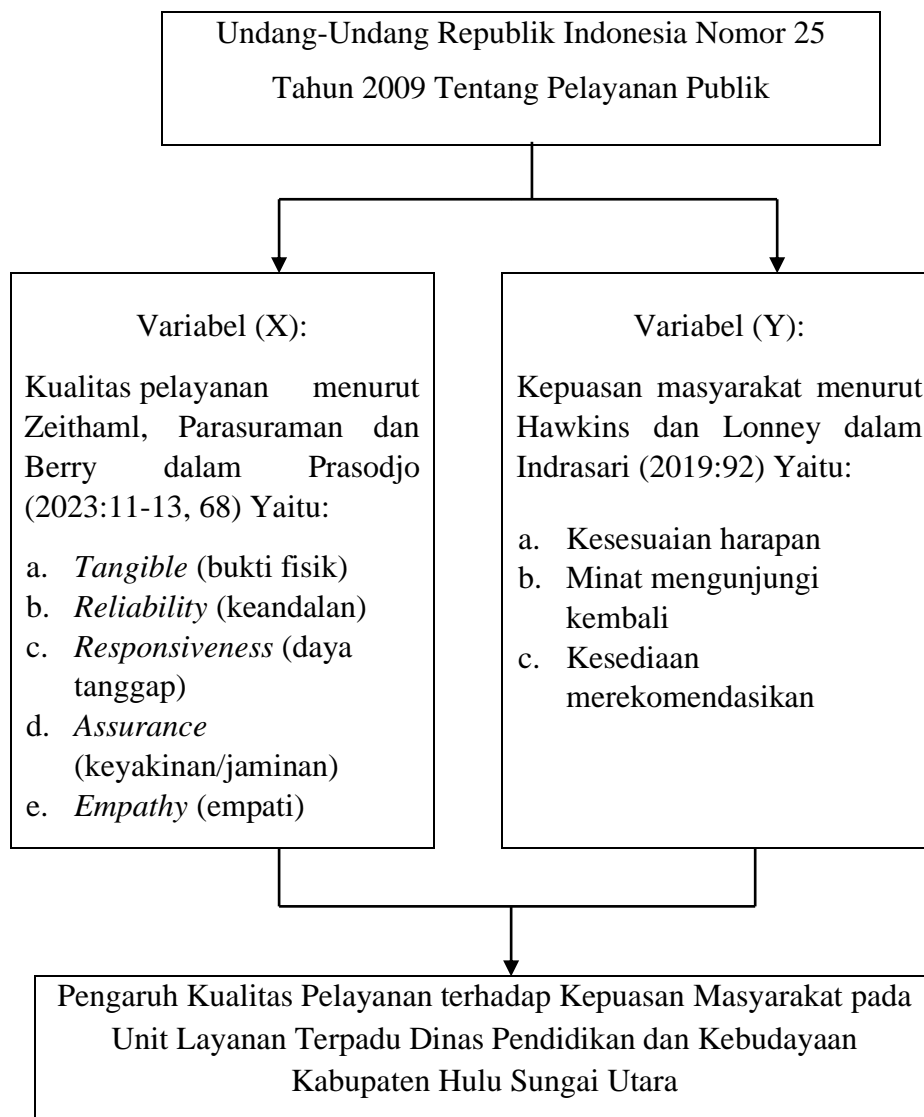 Undang-Undang Republik Indonesia Nomor 25
Tahun 2009 Tentang Pelayanan Publik
Variabel (X):
Kualitas pelayanan menurut
Zeithaml, Parasuraman dan
Berry dalam Prasodjo
(2023:11-13, 68) Yaitu:
a. Tangible (bukti fisik)
b. Reliability (keandalan)
c. Responsiveness (daya
tanggap)
d. Assurance
(keyakinan/jaminan)
e. Empathy (empati)
Variabel (Y):
Kepuasan masyarakat menurut
Hawkins dan Lonney dalam
Indrasari (2019:92) Yaitu:
a. Kesesuaian harapan
b. Minat mengunjungi
kembali
c. Kesediaan
merekomendasikan
Pengaruh Kualitas Pelayanan terhadap Kepuasan Masyarakat pada
Unit Layanan Terpadu Dinas Pendidikan dan Kebudayaan
Kabupaten Hulu Sungai Utara